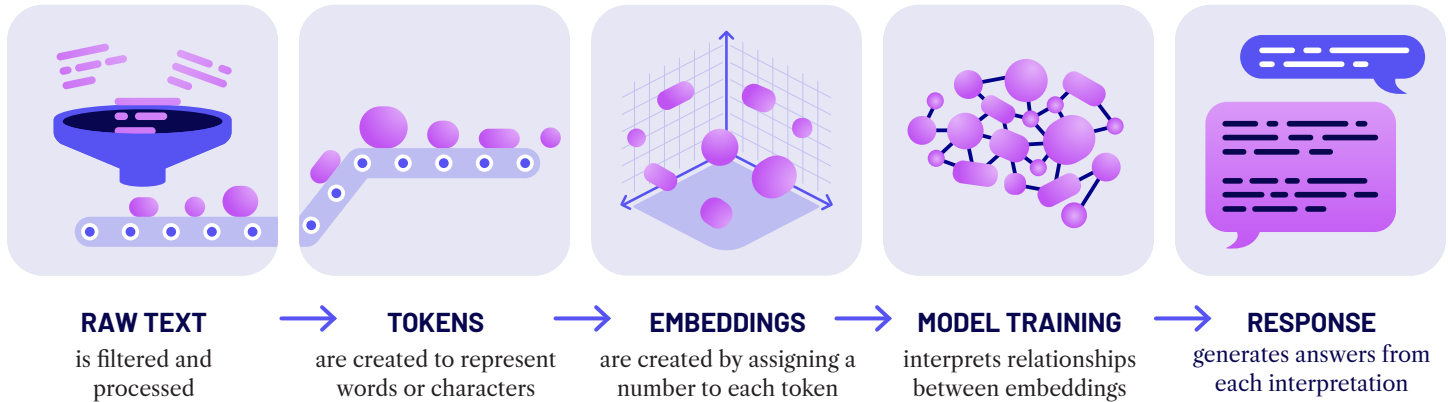 RAW TEXT
is filtered and
processed
TOKENS
are created to represent
words or characters
EMBEDDINGS
are created by assigning a
number to each token
MODEL TRAINING
interprets relationships
between embeddings
RESPONSE
generates answers from
each interpretation